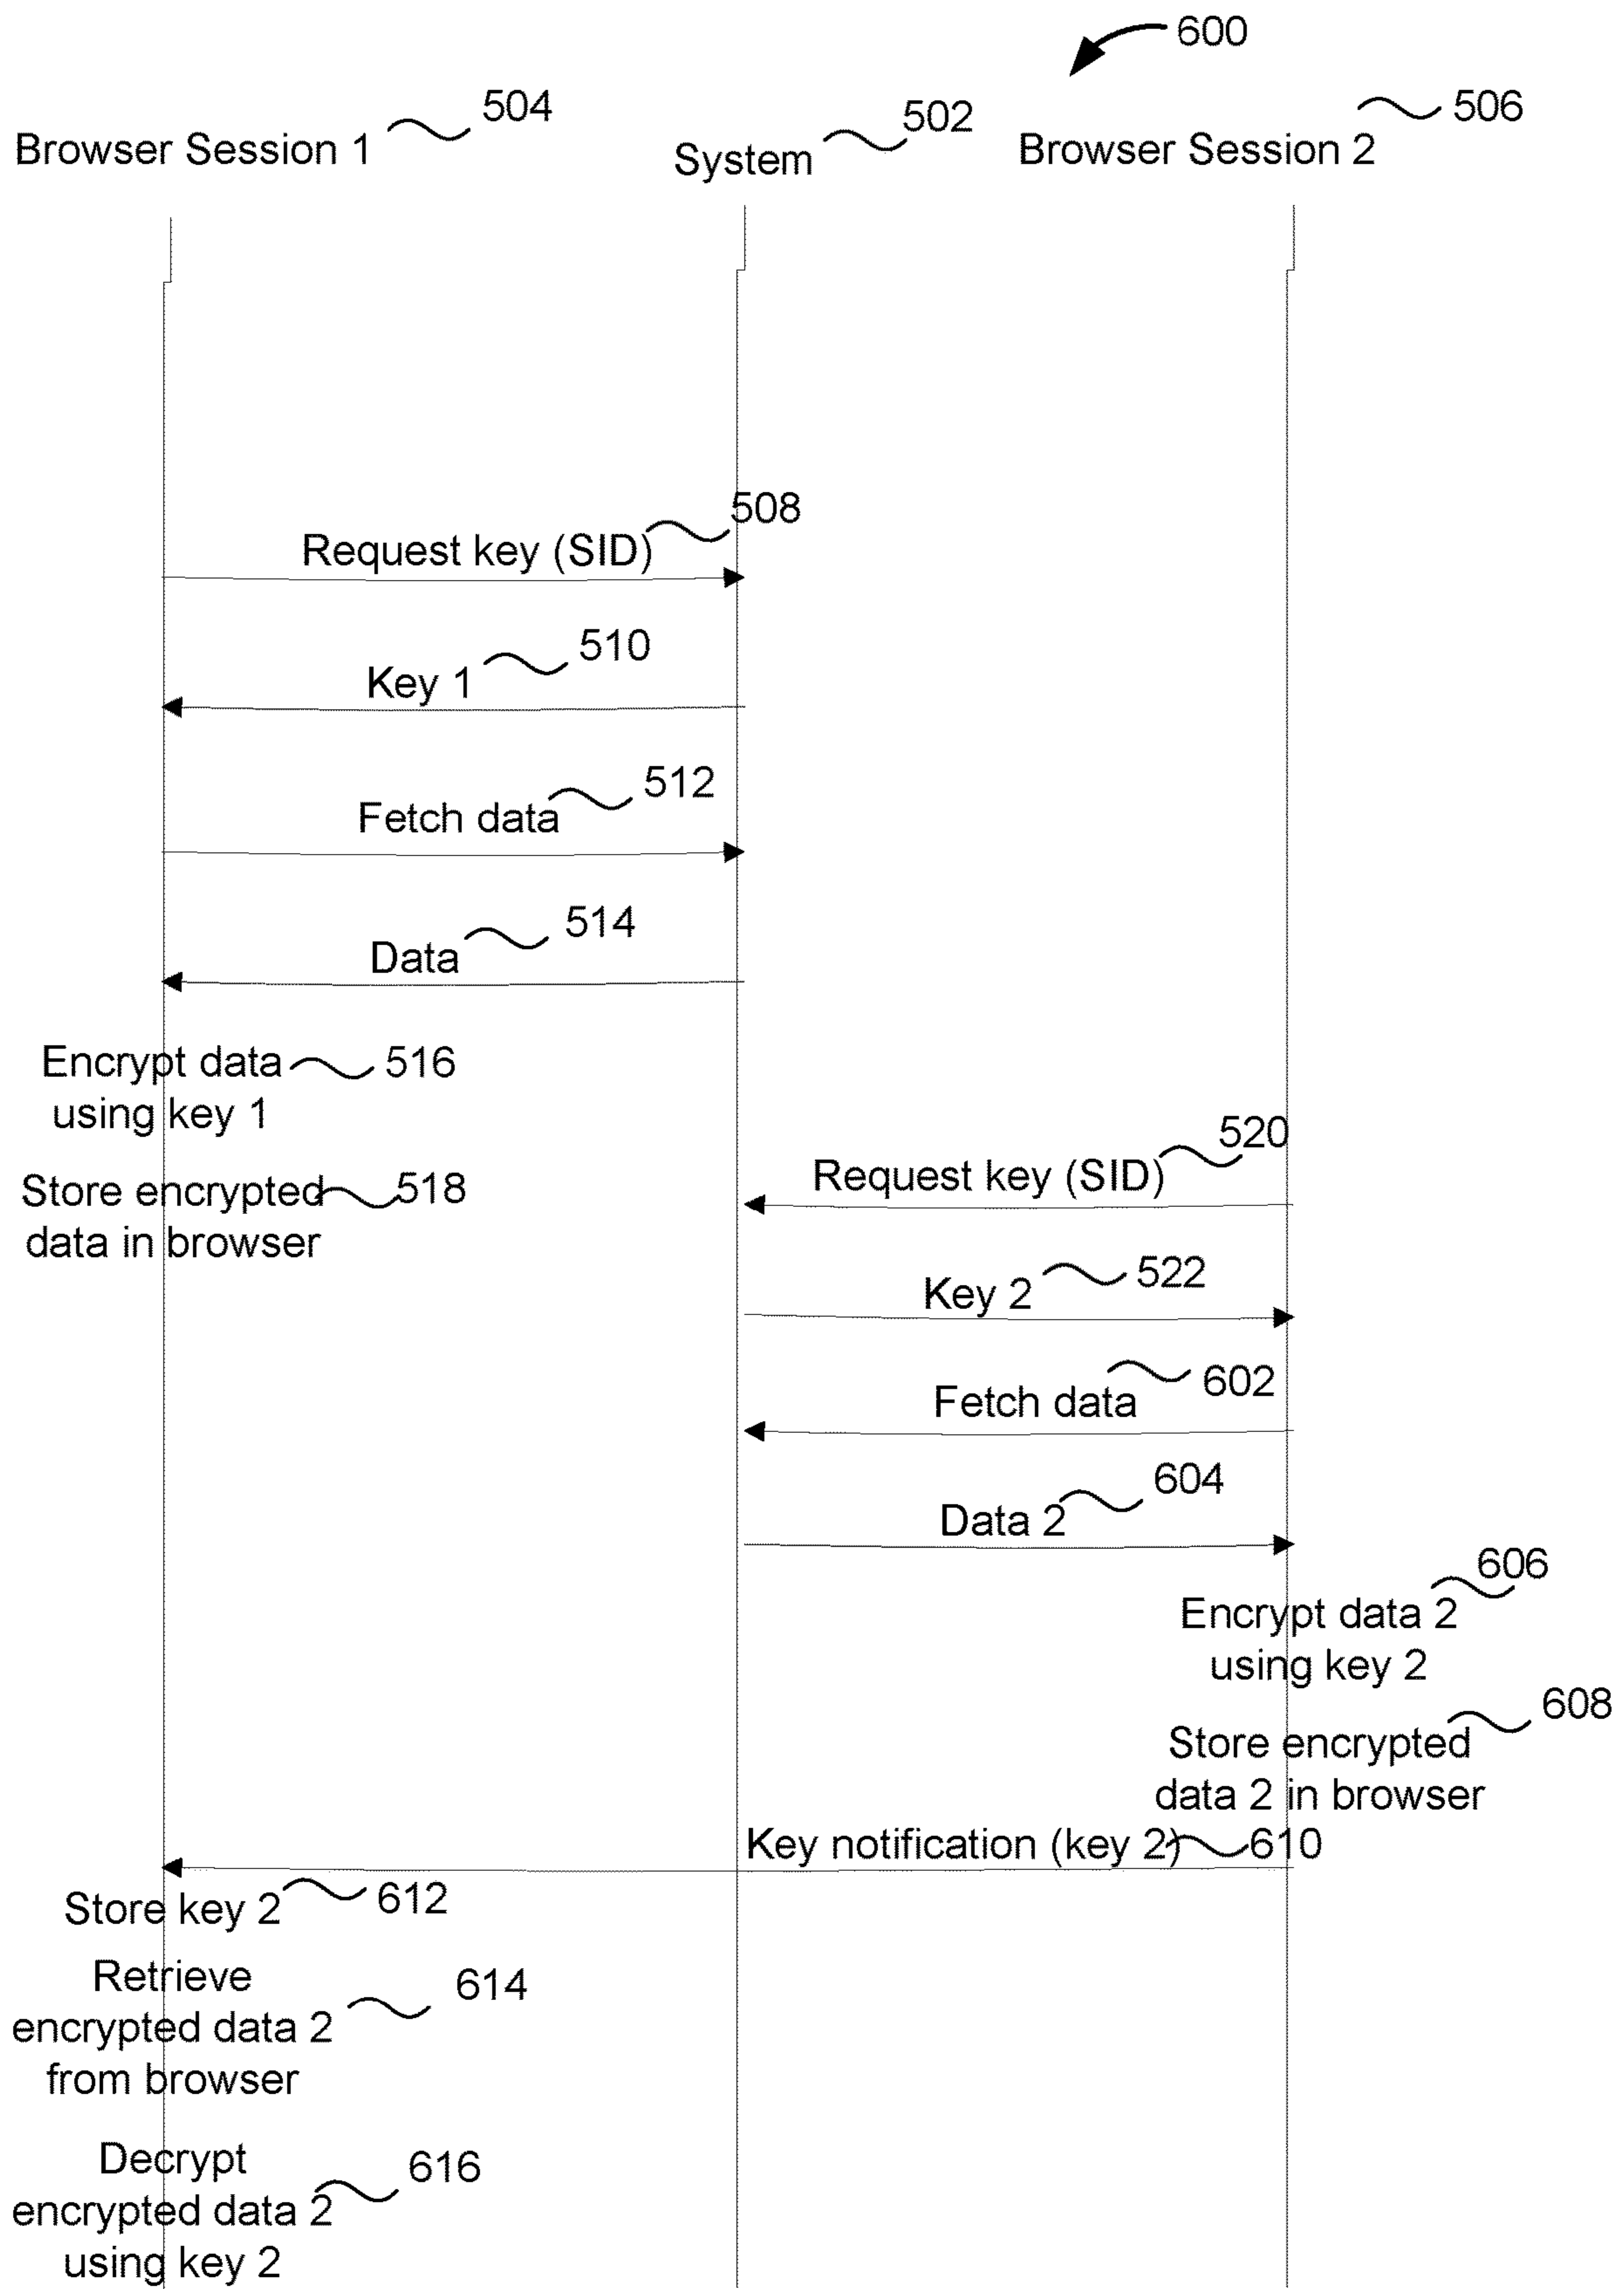 600
504
Browser Session 1
502
System
506
Browser Session 2
508
Request key (SID)
510
Key 1
512
Fetch data
514
Data
Encrypt data 516
using key 1
520
Request key (SID)
Store encrypted 518
data in browser
522
Key 2
602
Fetch data
604
Data 2
606
Encrypt data 2
using key 2
608
Store encrypted
data 2 in browser
Key notification (key 2) 610
Store key 2 612
Retrieve
encrypted data 2 614
from browser
Decrypt
encrypted data 2 616
using key 2